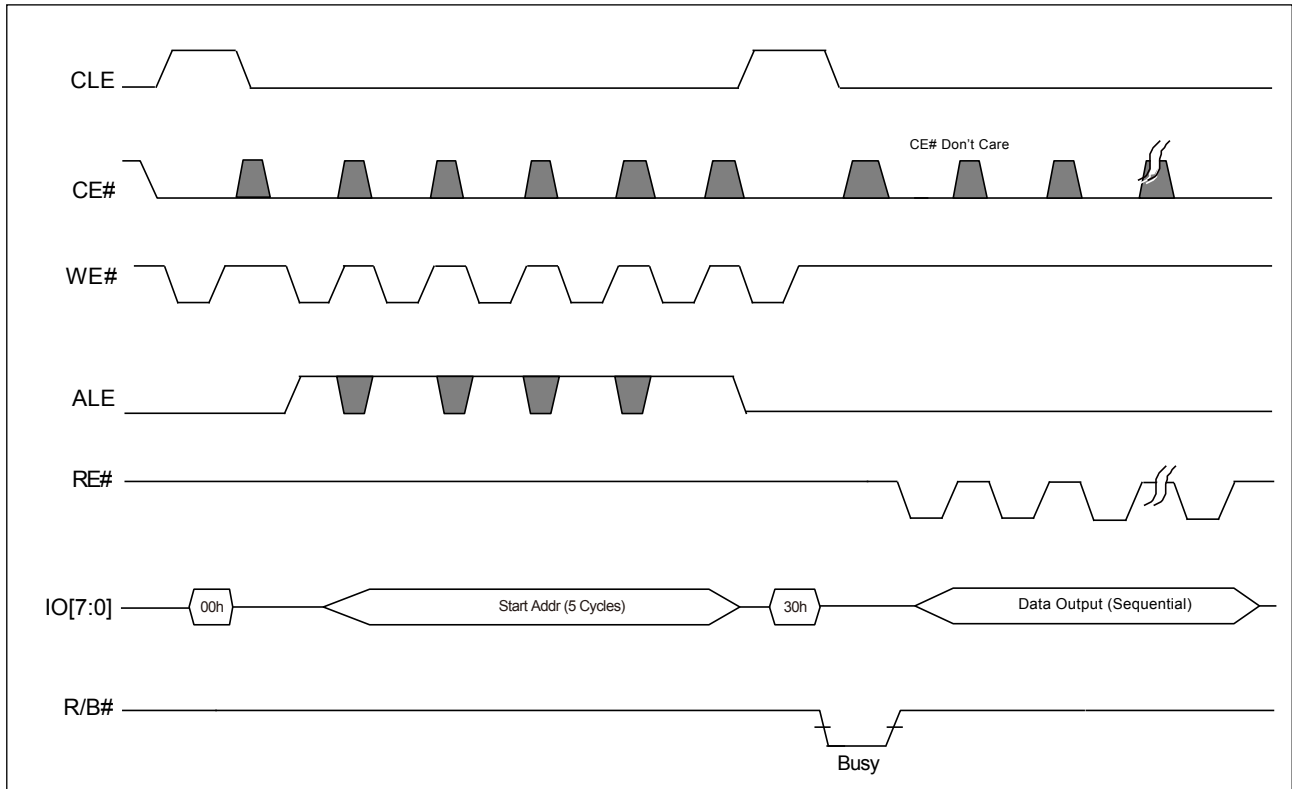 CLE
CE# Don't Care
CE#
WE#
ALE
RE#
IO[7:0]
00h
Start Addr (5 Cycles)
30h
Data Output (Sequential)
R/B#
Busy